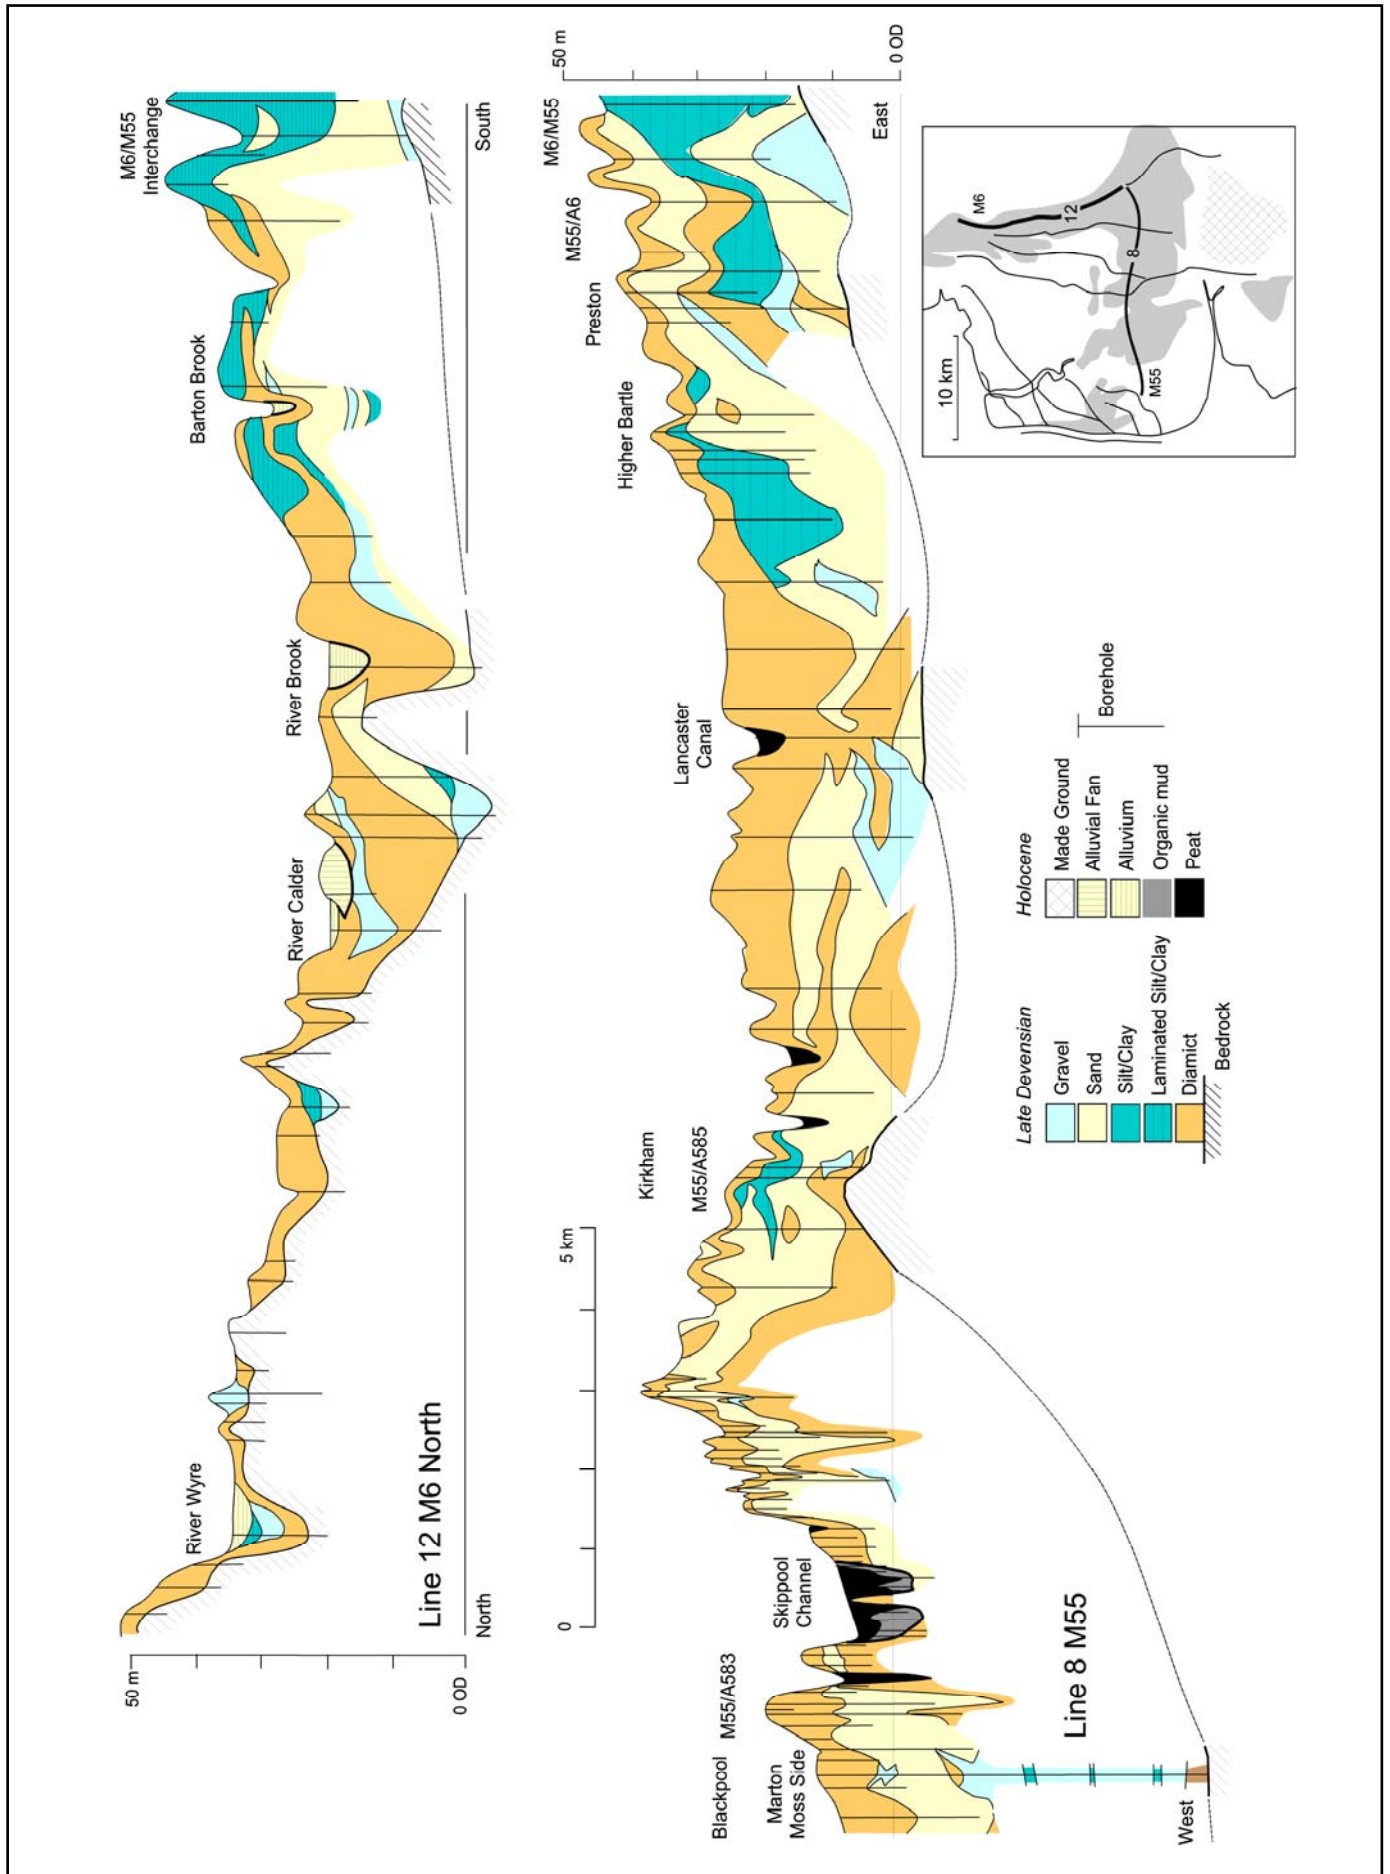 M6/M55
Interchange
Barton Brook
River Brook
River Calder
River Wyre
50 m
0 OD
North
South
Line 12 M6 North
50 m
0 OD
M6/M55
M55/A6
Preston
Higher Bartle
Lancaster
Canal
Kirkham
M55/A585
5 km
0
Skippool
Channel
M55/A583
Blackpool
Marton
Moss Side
West
East
Line 8 M55
10 km
M6
12
8
M55
Late Devensian
Gravel
Sand
Silt/Clay
Laminated Silt/Clay
Diamict
Bedrock
Holocene
Made Ground
Alluvial Fan
Alluvium
Organic mud
Peat
Borehole